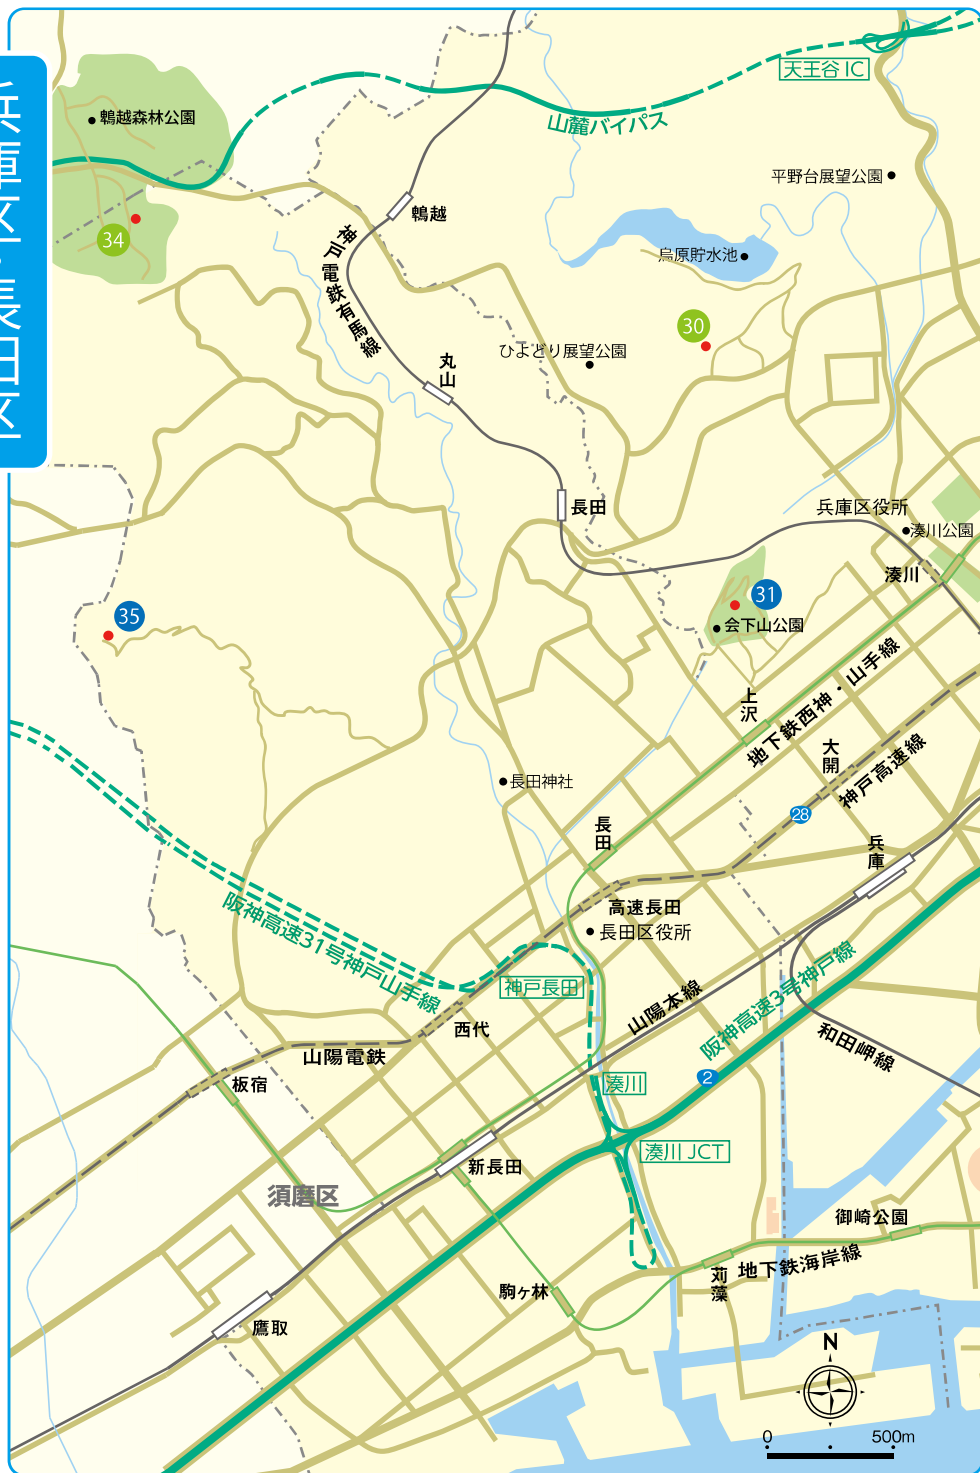 兵庫区・長田区
天王谷 IC
山麓バイパス
鵯越森林公園
平野台展望公園
34
鵯越
神戸電鉄有馬線
烏原貯水池
30
ひよどり展望公園
丸山
長田
兵庫区役所
湊川公園
湊川
31
会下山公園
35
上沢
地下鉄西神・山手線
大開
神戸高速線
長田神社
28
長田
兵庫
高速長田
長田区役所
阪神高速31号神戸山手線
神戸長田
山陽本線
阪神高速3号神戸線
西代
和田岬線
山陽電鉄
板宿
湊川
2
湊川 JCT
新長田
須磨区
御崎公園
地下鉄海岸線
苅藻
駒ヶ林
鷹取
N
0 500m